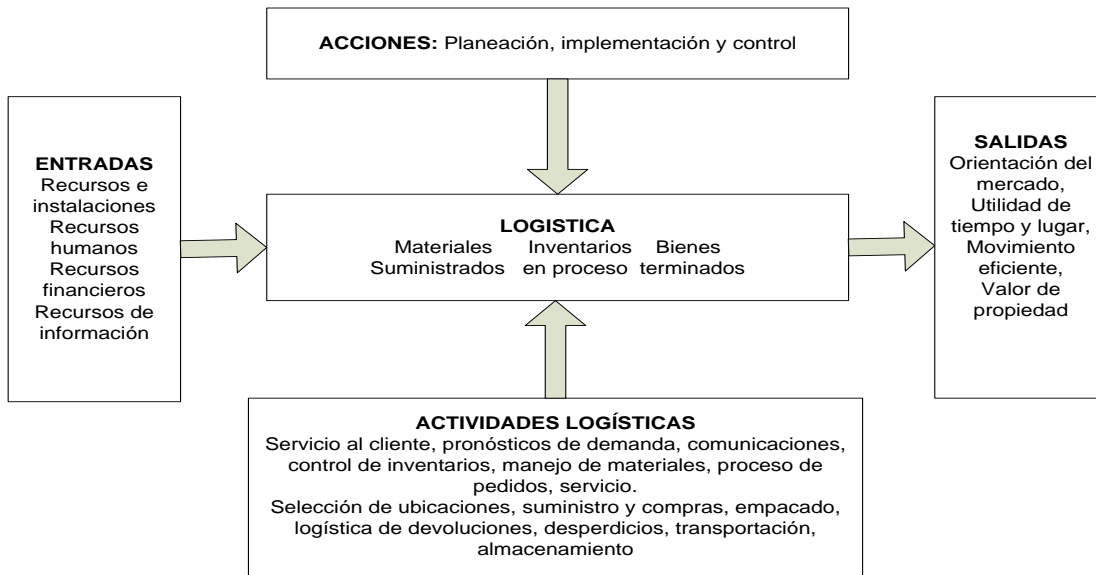 ACCIONES: Planeación, implementación y control
ENTRADAS
Recursos e
instalaciones
Recursos
humanos
Recursos
financieros
Recursos de
información
LOGISTICA
Materiales Inventarios Bienes
Suministrados en proceso terminados
SALIDAS
Orientación del
mercado,
Utilidad de
tiempo y lugar,
Movimiento
eficiente,
Valor de
propiedad
ACTIVIDADES LOGÍSTICAS
Servicio al cliente, pronósticos de demanda, comunicaciones,
control de inventarios, manejo de materiales, proceso de
pedidos, servicio.
Selección de ubicaciones, suministro y compras, empacado,
logística de devoluciones, desperdicios, transportación,
almacenamiento